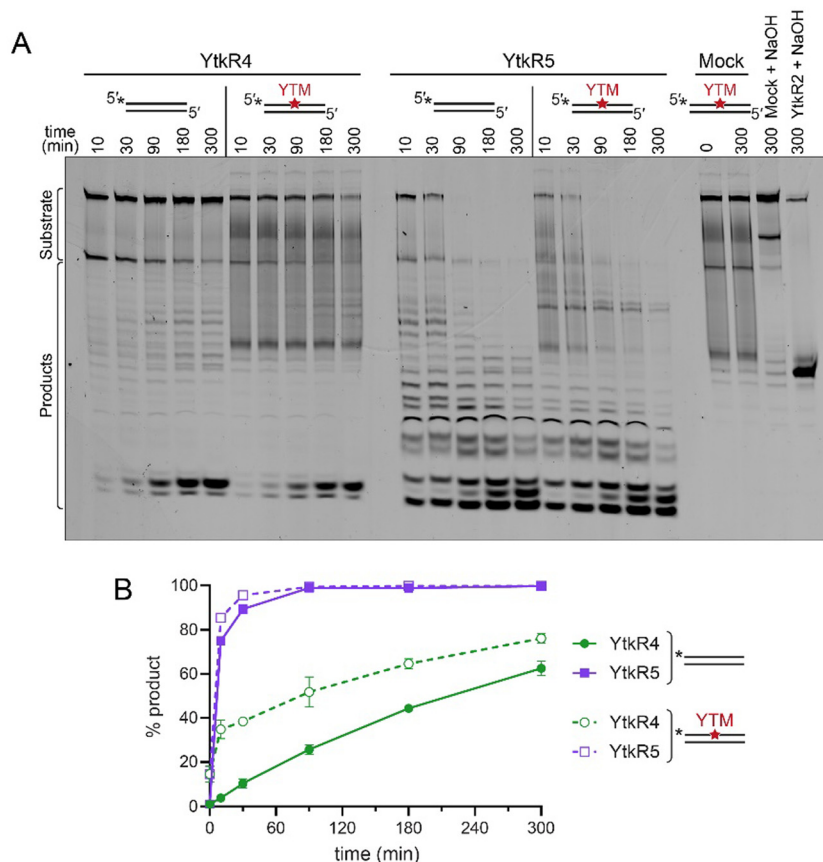 A
YtkR4
YtkR5
Mock
Mock + NaOH
YtkR2 + NaOH
5′* 5′
YTM
5′* 5′
5′* 5′
YTM
5′* 5′
YTM
5′* 5′
time (min)
10 30 90 180 300 10 30 90 180 300 10 30 90 180 300 10 30 90 180 300 0 300 300 300
Substrate
Products
B
100
80
60
40
20
0
% product
0 60 120 180 240 300
time (min)
YtkR4
YtkR5
*
YtkR4
YtkR5
YTM
*